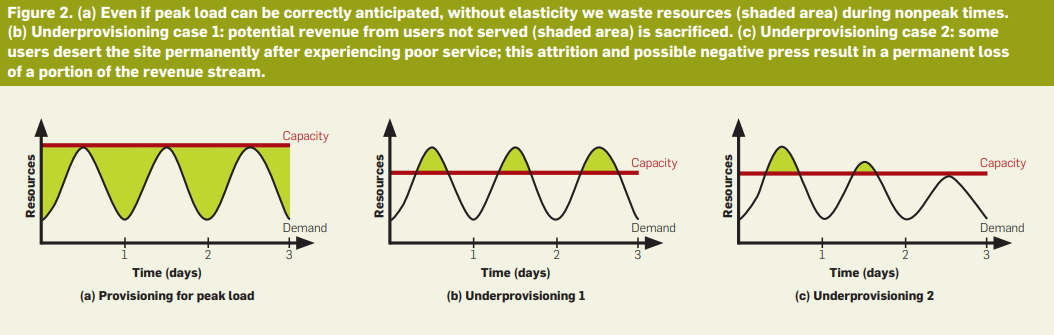 Figure 2. (a) Even if peak load can be correctly anticipated, without elasticity we waste resources (shaded area) during nonpeak times.
(b) Underprovisioning case 1: potential revenue from users not served (shaded area) is sacrificed. (c) Underprovisioning case 2: some
users desert the site permanently after experiencing poor service; this attrition and possible negative press result in a permanent loss
of a portion of the revenue stream.
Resources
Capacity
Demand
1 2 3
Time (days)
(a) Provisioning for peak load
Resources
Capacity
Demand
1 2 3
Time (days)
(b) Underprovisioning 1
Resources
Capacity
Demand
1 2 3
Time (days)
(c) Underprovisioning 2